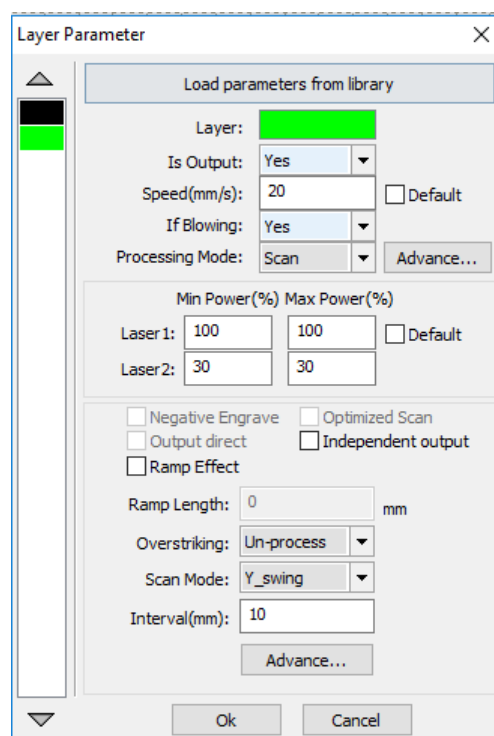 Layer Parameter
Load parameters from library
Layer:
Is Output: Yes
Speed(mm/s): 20 Default
If Blowing: Yes
Processing Mode: Scan Advance...
Min Power(%) Max Power(%)
Laser1: 100 100 Default
Laser2: 30 30
Negative Engrave Optimized Scan
Output direct Independent output
Ramp Effect
Ramp Length: 0 mm
Overstriking: Un-process
Scan Mode: Y_swing
Interval(mm): 10
Advance...
Ok Cancel